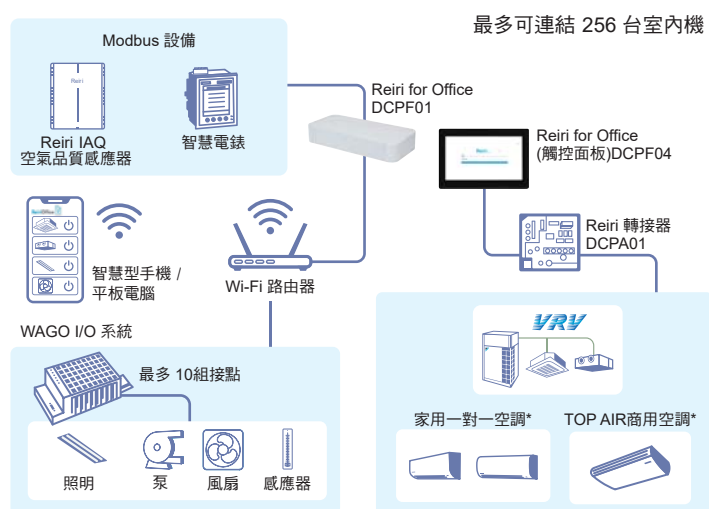 最多可連結 256 台室內機
Modbus 設備
Reiri
Reiri IAQ
空氣品質感應器
智慧電錶
Reiri for Office
DCPF01
Reiri for Office
(觸控面板)DCPF04
Reiri 轉接器
DCPA01
智慧型手機 /
平板電腦
Wi-Fi 路由器
WAGO I/O 系統
最多 10組接點
照明
泵
風扇
感應器
VRV
家用一對一空調*
TOP AIR商用空調*